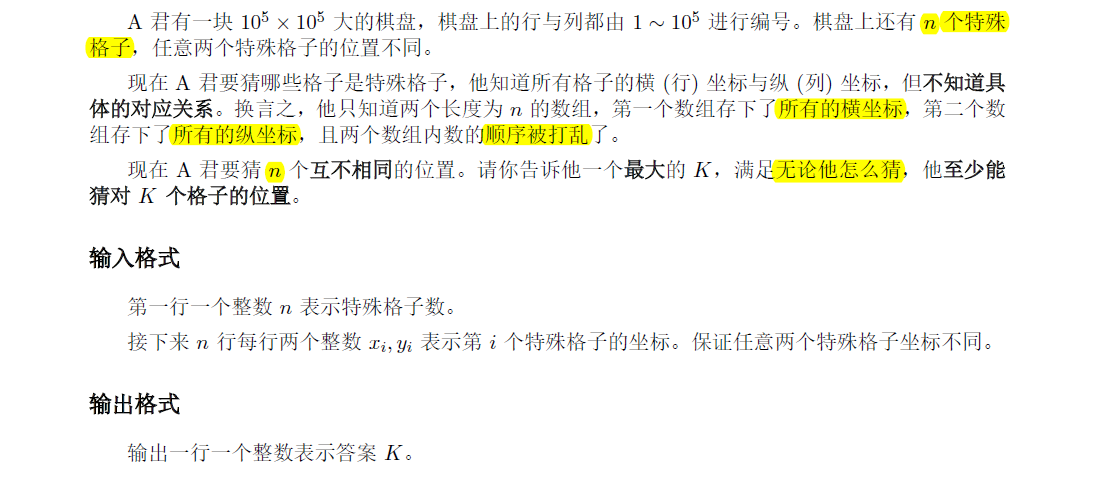 A 君有一块 10⁵ × 10⁵ 大的棋盘，棋盘上的行与列都由 1 ∼ 10⁵ 进行编号。棋盘上还有 n 个特殊
格子，任意两个特殊格子的位置不同。
现在 A 君要猜哪些格子是特殊格子，他知道所有格子的横 (行) 坐标与纵 (列) 坐标，但不知道具
体的对应关系。换言之，他只知道两个长度为 n 的数组，第一个数组存下了所有的横坐标，第二个数
组存下了所有的纵坐标，且两个数组内数的顺序被打乱了。
现在 A 君要猜 n 个互不相同的位置。请你告诉他一个最大的 K，满足无论他怎么猜，他至少能
猜对 K 个格子的位置。
输入格式
第一行一个整数 n 表示特殊格子数。
接下来 n 行每行两个整数 xᵢ, yᵢ 表示第 i 个特殊格子的坐标。保证任意两个特殊格子坐标不同。
输出格式
输出一行一个整数表示答案 K。